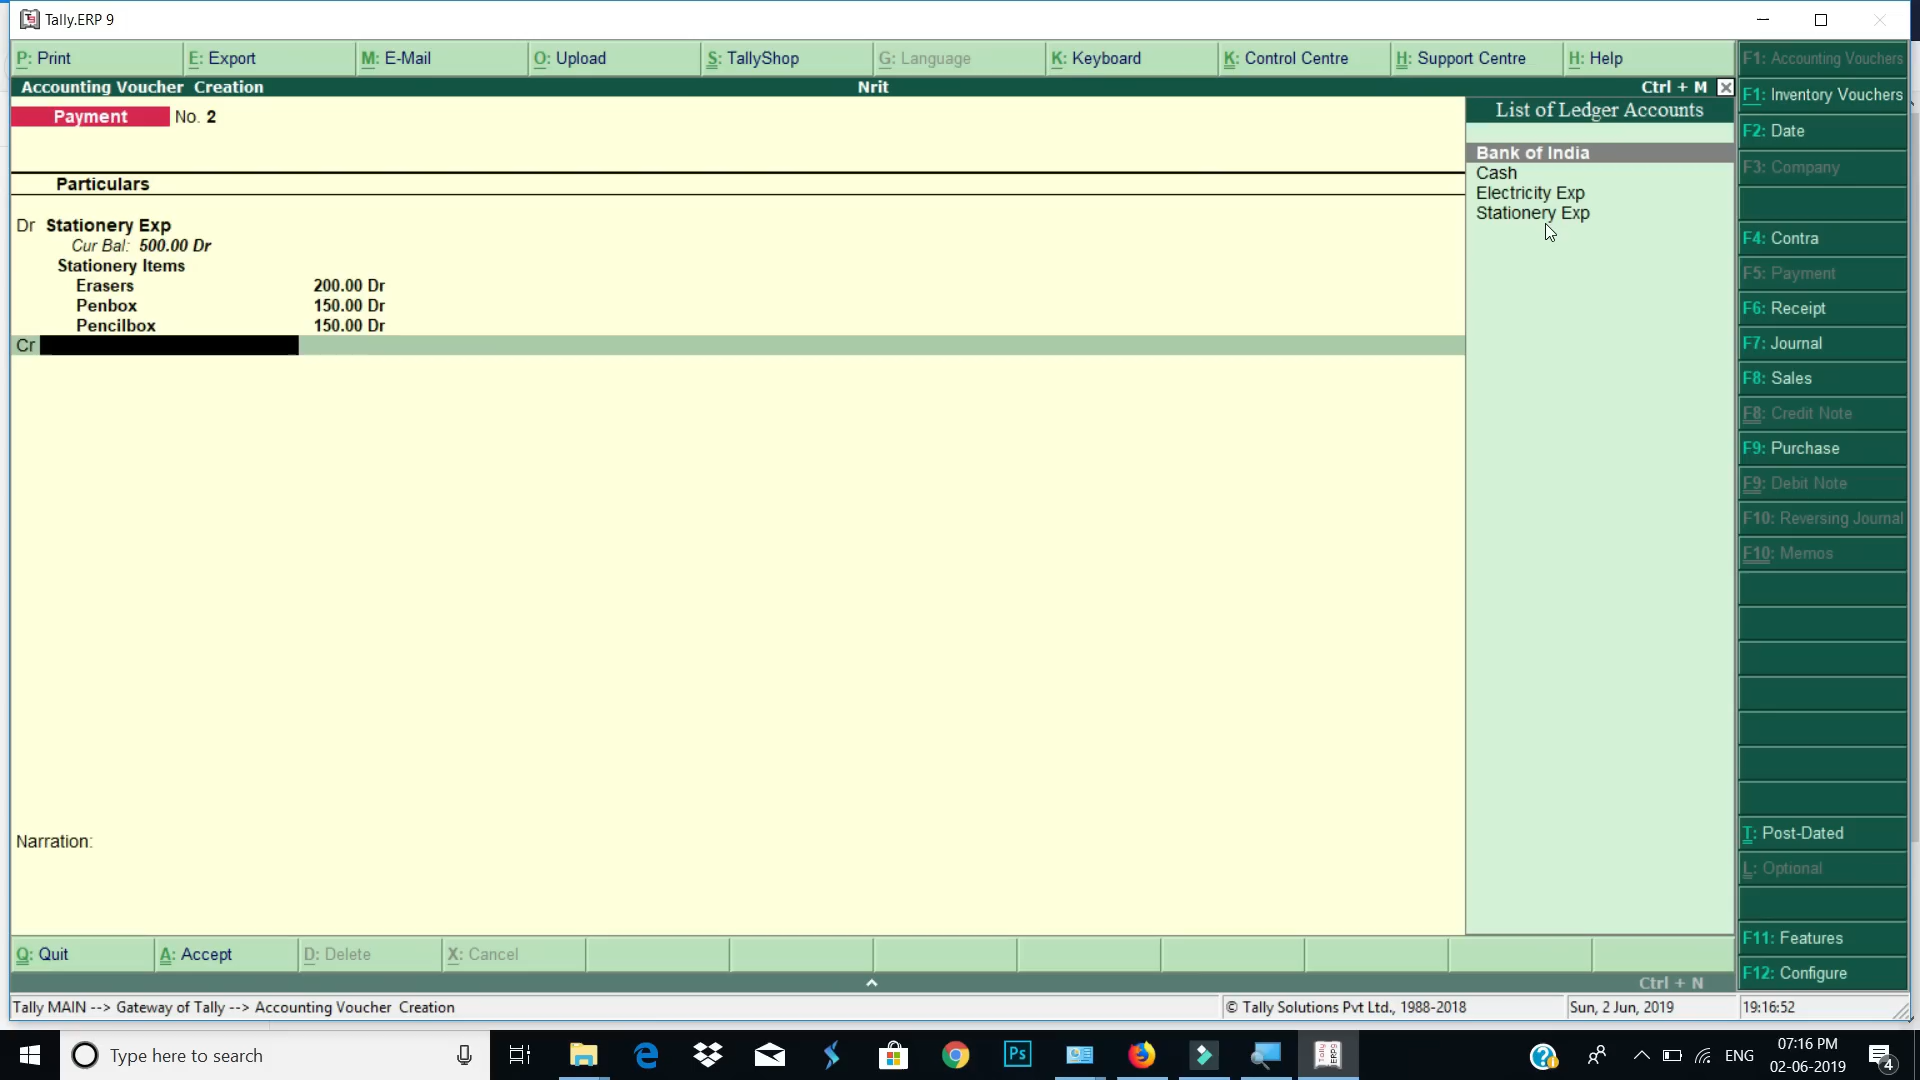 Tally.ERP 9
P: Print E: Export M: E-Mail O: Upload S: TallyShop G: Language K: Keyboard K: Control Centre H: Support Centre H: Help
Accounting Voucher Creation Nrit Ctrl + M
Payment No. 2
Particulars
Dr Stationery Exp
Cur Bal: 500.00 Dr
Stationery Items
Erasers 200.00 Dr
Penbox 150.00 Dr
Pencilbox 150.00 Dr
Cr
Narration:
List of Ledger Accounts
Bank of India
Cash
Electricity Exp
Stationery Exp
F1: Accounting Vouchers
F1: Inventory Vouchers
F2: Date
F3: Company
F4: Contra
F5: Payment
F6: Receipt
F7: Journal
F8: Sales
F8: Credit Note
F9: Purchase
F9: Debit Note
F10: Reversing Journal
F10: Memos
T: Post-Dated
L: Optional
F11: Features
F12: Configure
Q: Quit A: Accept D: Delete X: Cancel
Ctrl + N
Tally MAIN --> Gateway of Tally --> Accounting Voucher Creation © Tally Solutions Pvt Ltd., 1988-2018 Sun, 2 Jun, 2019 19:16:52
Type here to search
Ps
ENG
07:16 PM
02-06-2019
4